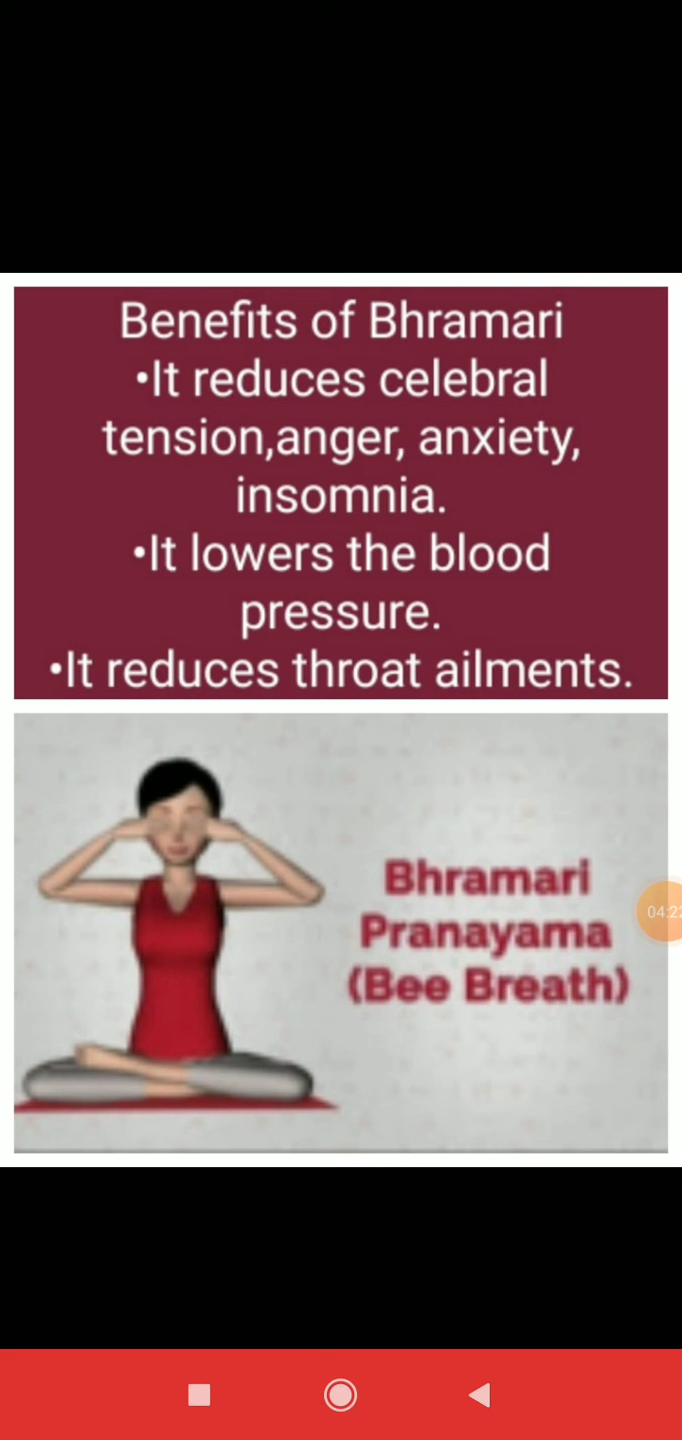 Benefits of Bhramari
•It reduces celebral
tension,anger, anxiety,
insomnia.
•It lowers the blood
pressure.
•It reduces throat ailments.
Bhramari
Pranayama
(Bee Breath)